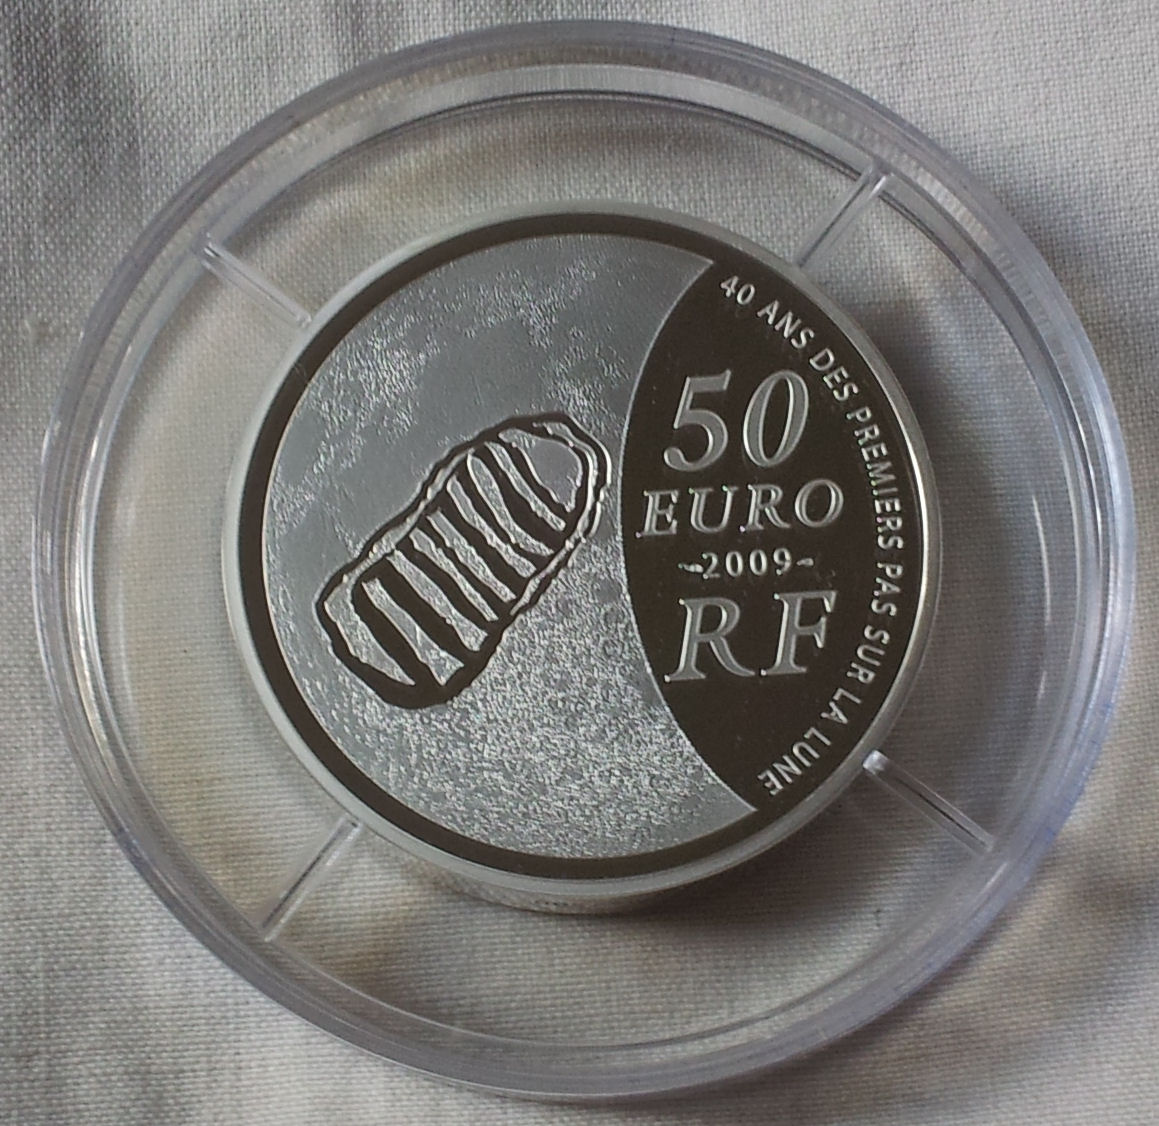 40 ANS DES PREMIERS PAS SUR LA LUNE
50
EURO
-2009-
RF